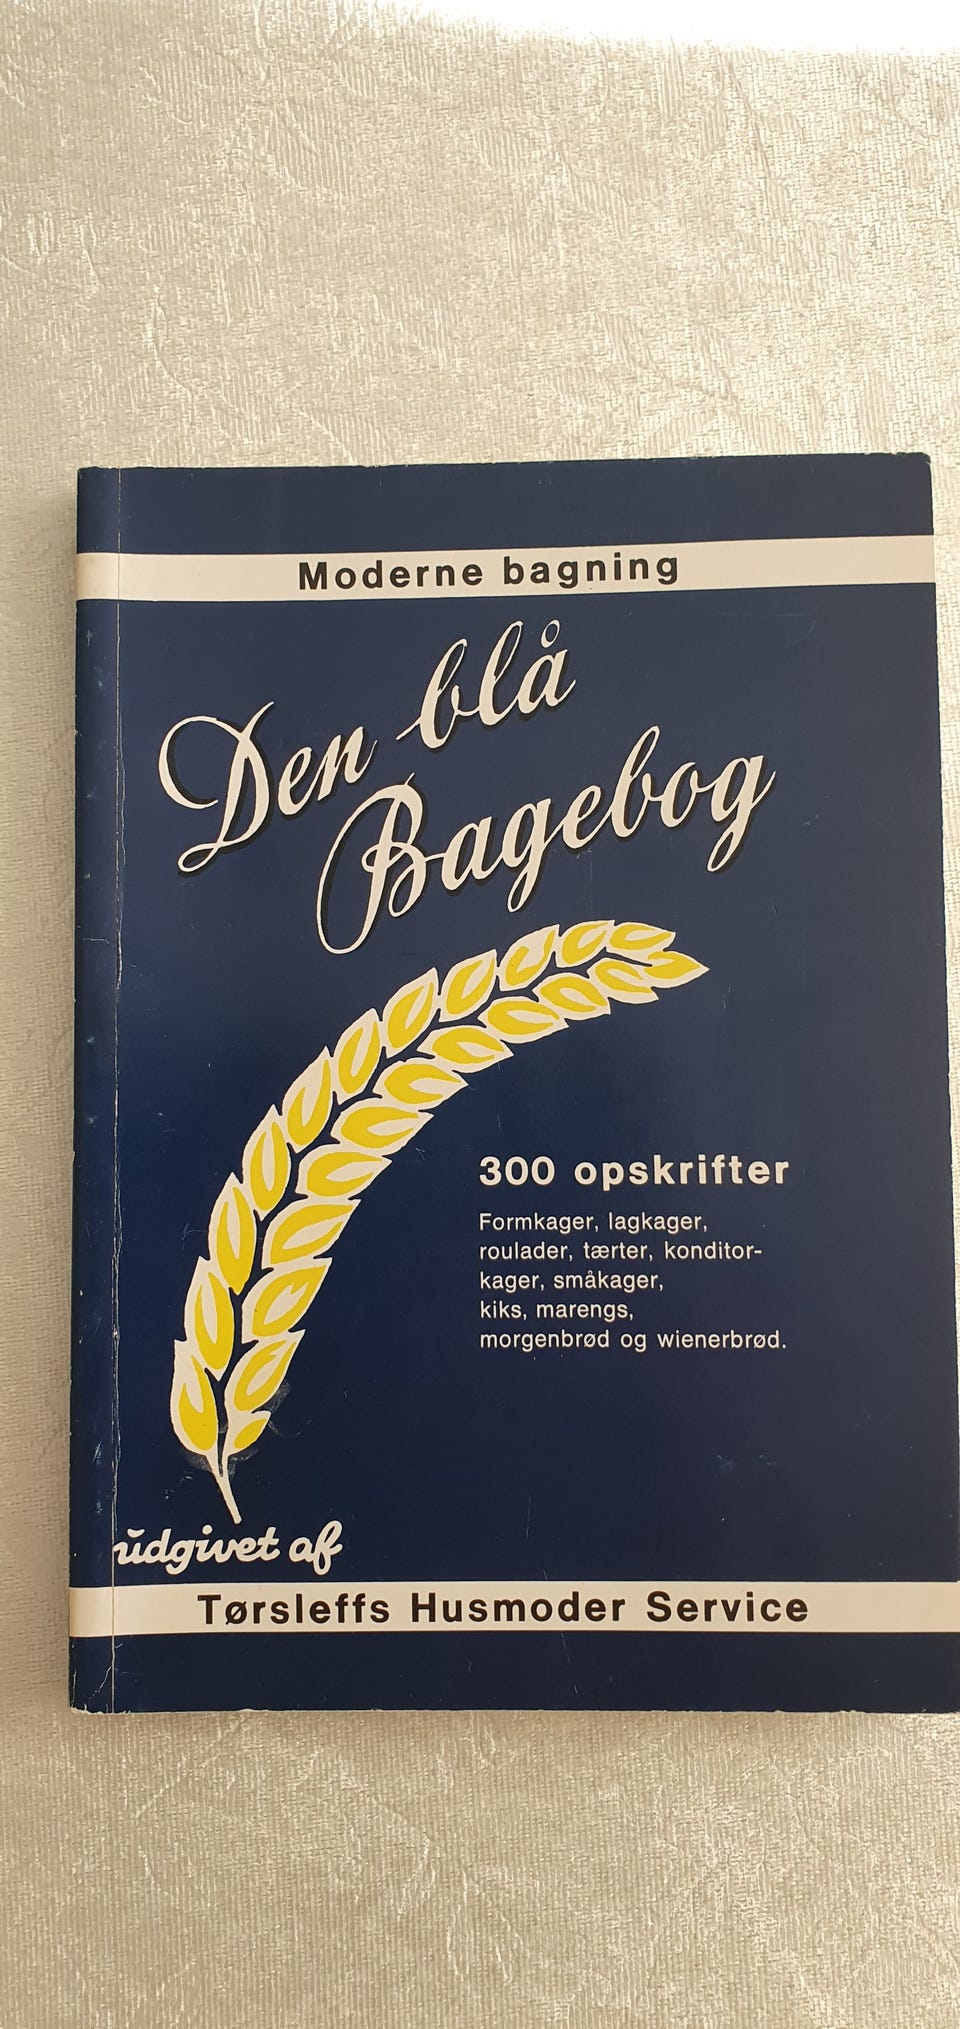 Moderne bagning
Den blå
Bagebog
300 opskrifter
Formkager, lagkager,
roulader, tærter, konditor-
kager, småkager,
kiks, marengs,
morgenbrød og wienerbrød.
udgivet af
Tørsleffs Husmoder Service